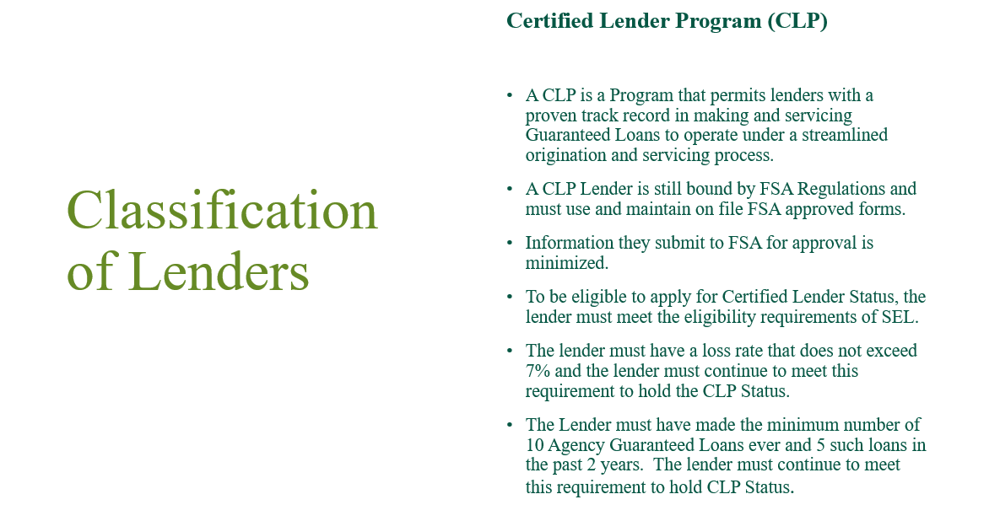 Classification
of Lenders
Certified Lender Program (CLP)
• A CLP is a Program that permits lenders with a
proven track record in making and servicing
Guaranteed Loans to operate under a streamlined
origination and servicing process.
• A CLP Lender is still bound by FSA Regulations and
must use and maintain on file FSA approved forms.
• Information they submit to FSA for approval is
minimized.
• To be eligible to apply for Certified Lender Status, the
lender must meet the eligibility requirements of SEL.
• The lender must have a loss rate that does not exceed
7% and the lender must continue to meet this
requirement to hold the CLP Status.
• The Lender must have made the minimum number of
10 Agency Guaranteed Loans ever and 5 such loans in
the past 2 years.  The lender must continue to meet
this requirement to hold CLP Status.